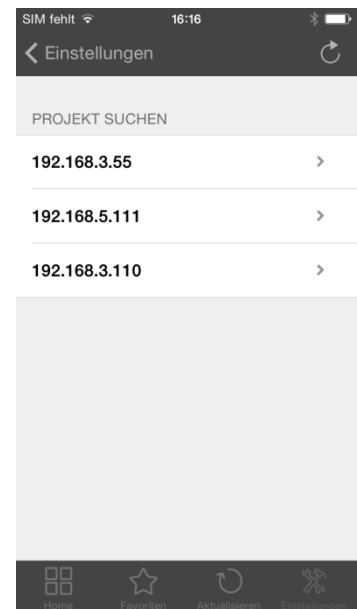 SIM fehlt 16:16
Einstellungen
PROJEKT SUCHEN
192.168.3.55
192.168.5.111
192.168.3.110
Home Favoriten Aktualisieren Einstellungen